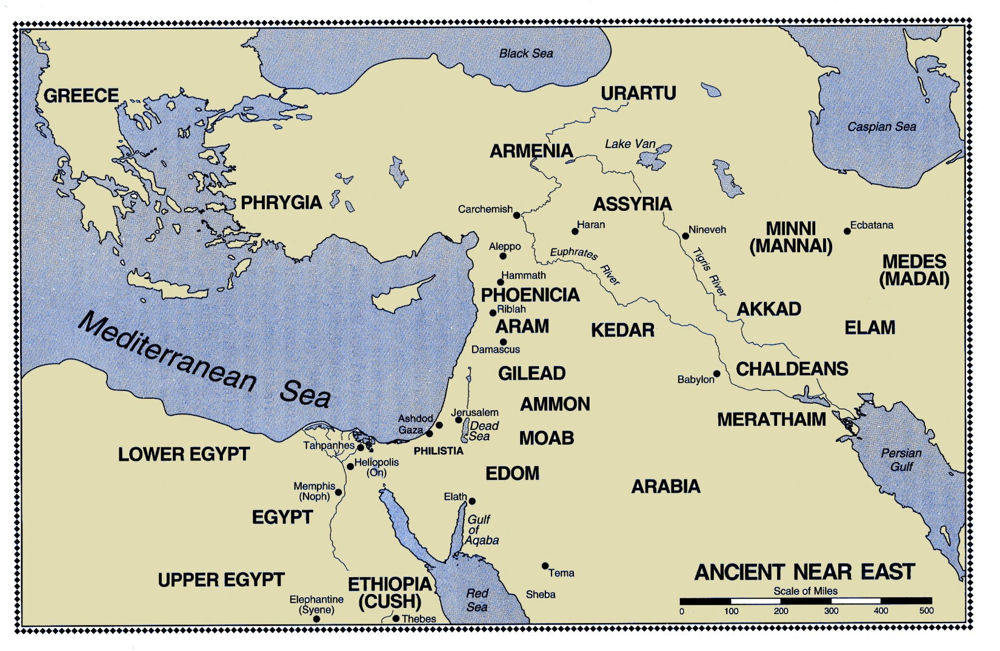 Black Sea
GREECE
URARTU
Caspian Sea
Lake Van
ARMENIA
PHRYGIA
ASSYRIA
Carchemish
Haran
Nineveh
MINNI
(MANNAI)
Ecbatana
Aleppo
Euphrates River
Tigris River
MEDES
(MADAI)
Hammath
PHOENICIA
Riblah
ARAM
AKKAD
KEDAR
ELAM
Damascus
Mediterranean Sea
GILEAD
CHALDEANS
Babylon
AMMON
Jerusalem
Ashdod
Gaza
Dead
Sea
MERATHAIM
MOAB
Tahpanhes
PHILISTIA
LOWER EGYPT
Persian
Gulf
Heliopolis
(On)
EDOM
Memphis
(Noph)
ARABIA
Elath
EGYPT
Gulf
of
Aqaba
Tema
ANCIENT NEAR EAST
UPPER EGYPT
ETHIOPIA
(CUSH)
Red
Sea
Sheba
Scale of Miles
0 100 200 300 400 500
Elephantine
(Syene)
Thebes